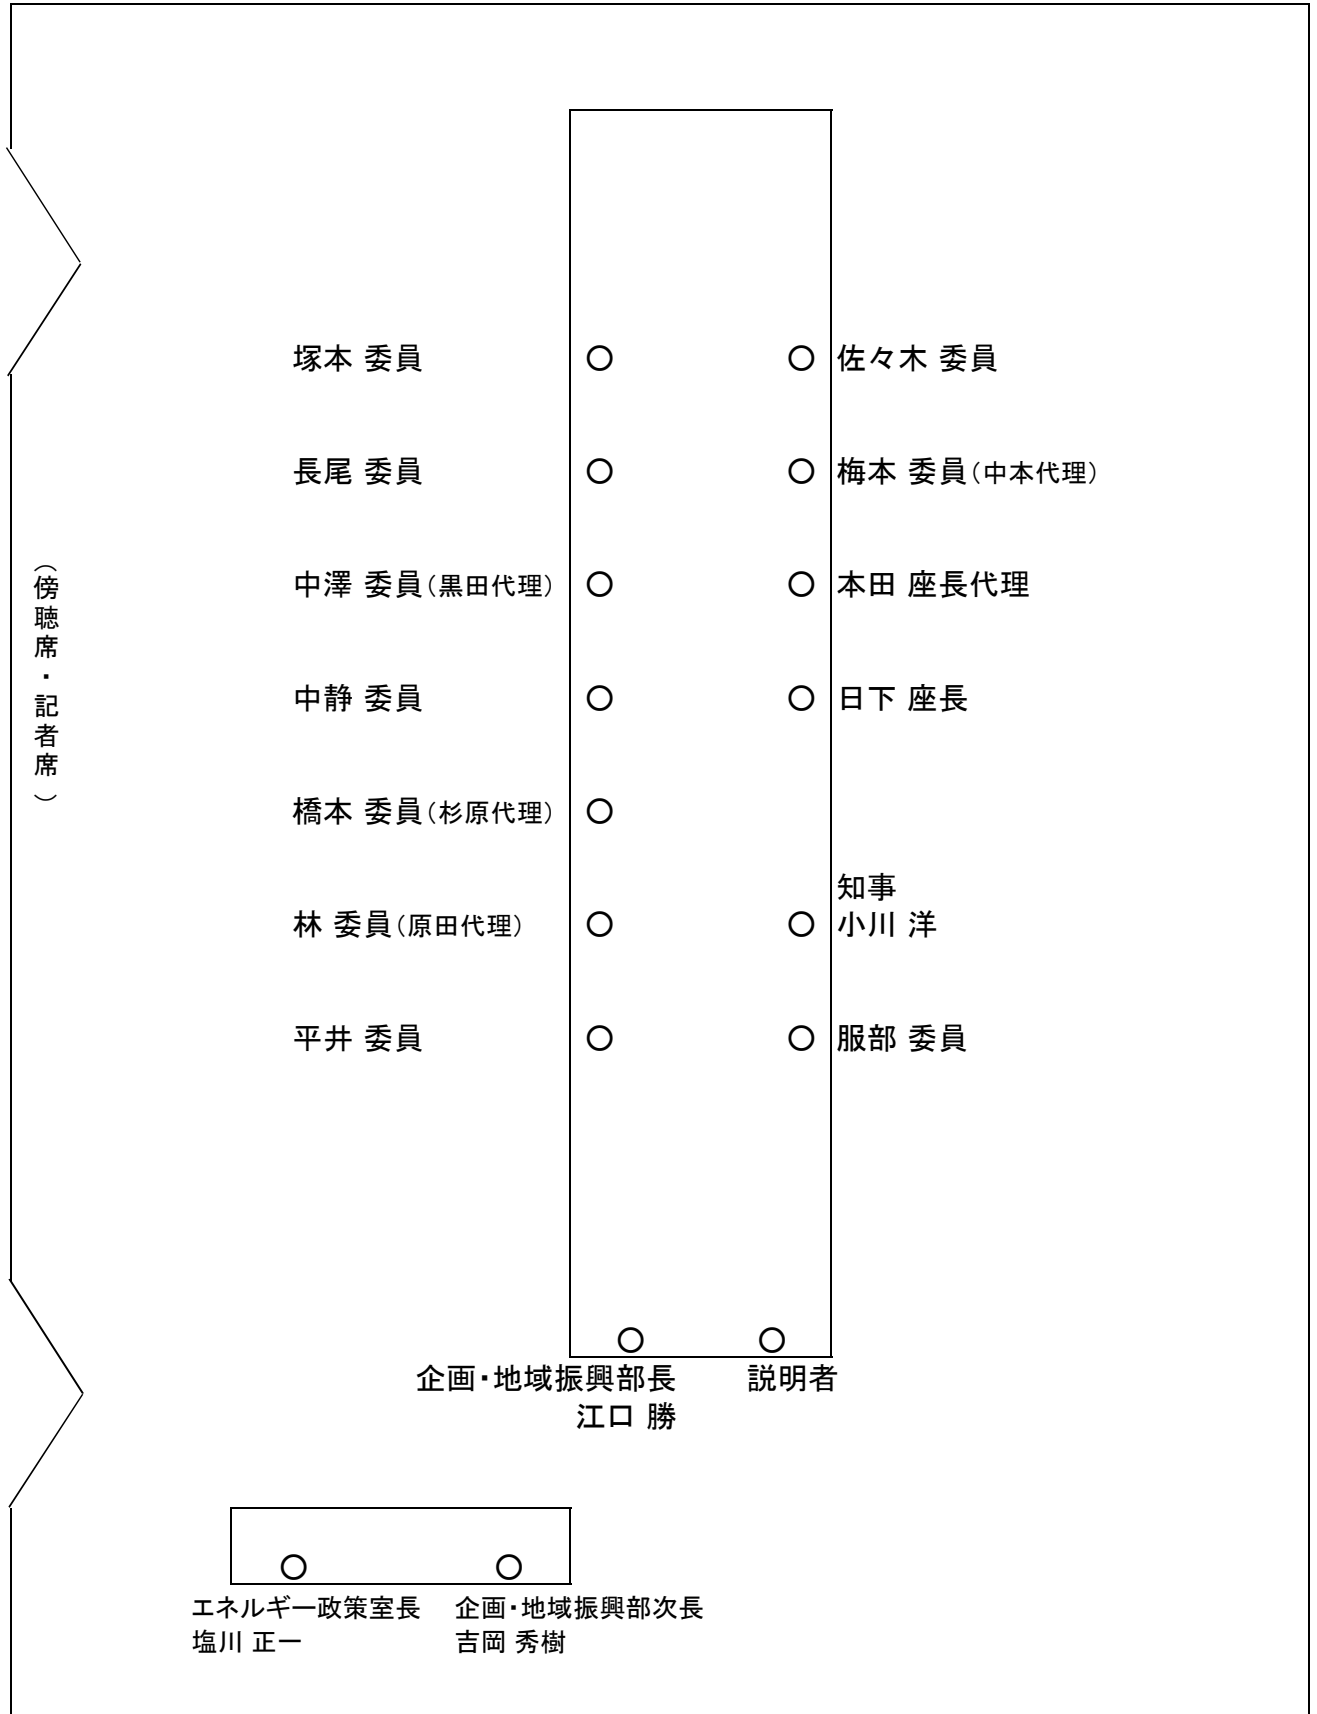 塚本 委員
佐々木 委員
長尾 委員
梅本 委員(中本代理)
(傍聴席・記者席)
中澤 委員(黒田代理)
本田 座長代理
中静 委員
日下 座長
橋本 委員(杉原代理)
知事
林 委員(原田代理)
小川 洋
平井 委員
服部 委員
企画・地域振興部長
江口 勝
説明者
エネルギー政策室長
塩川 正一
企画・地域振興部次長
吉岡 秀樹